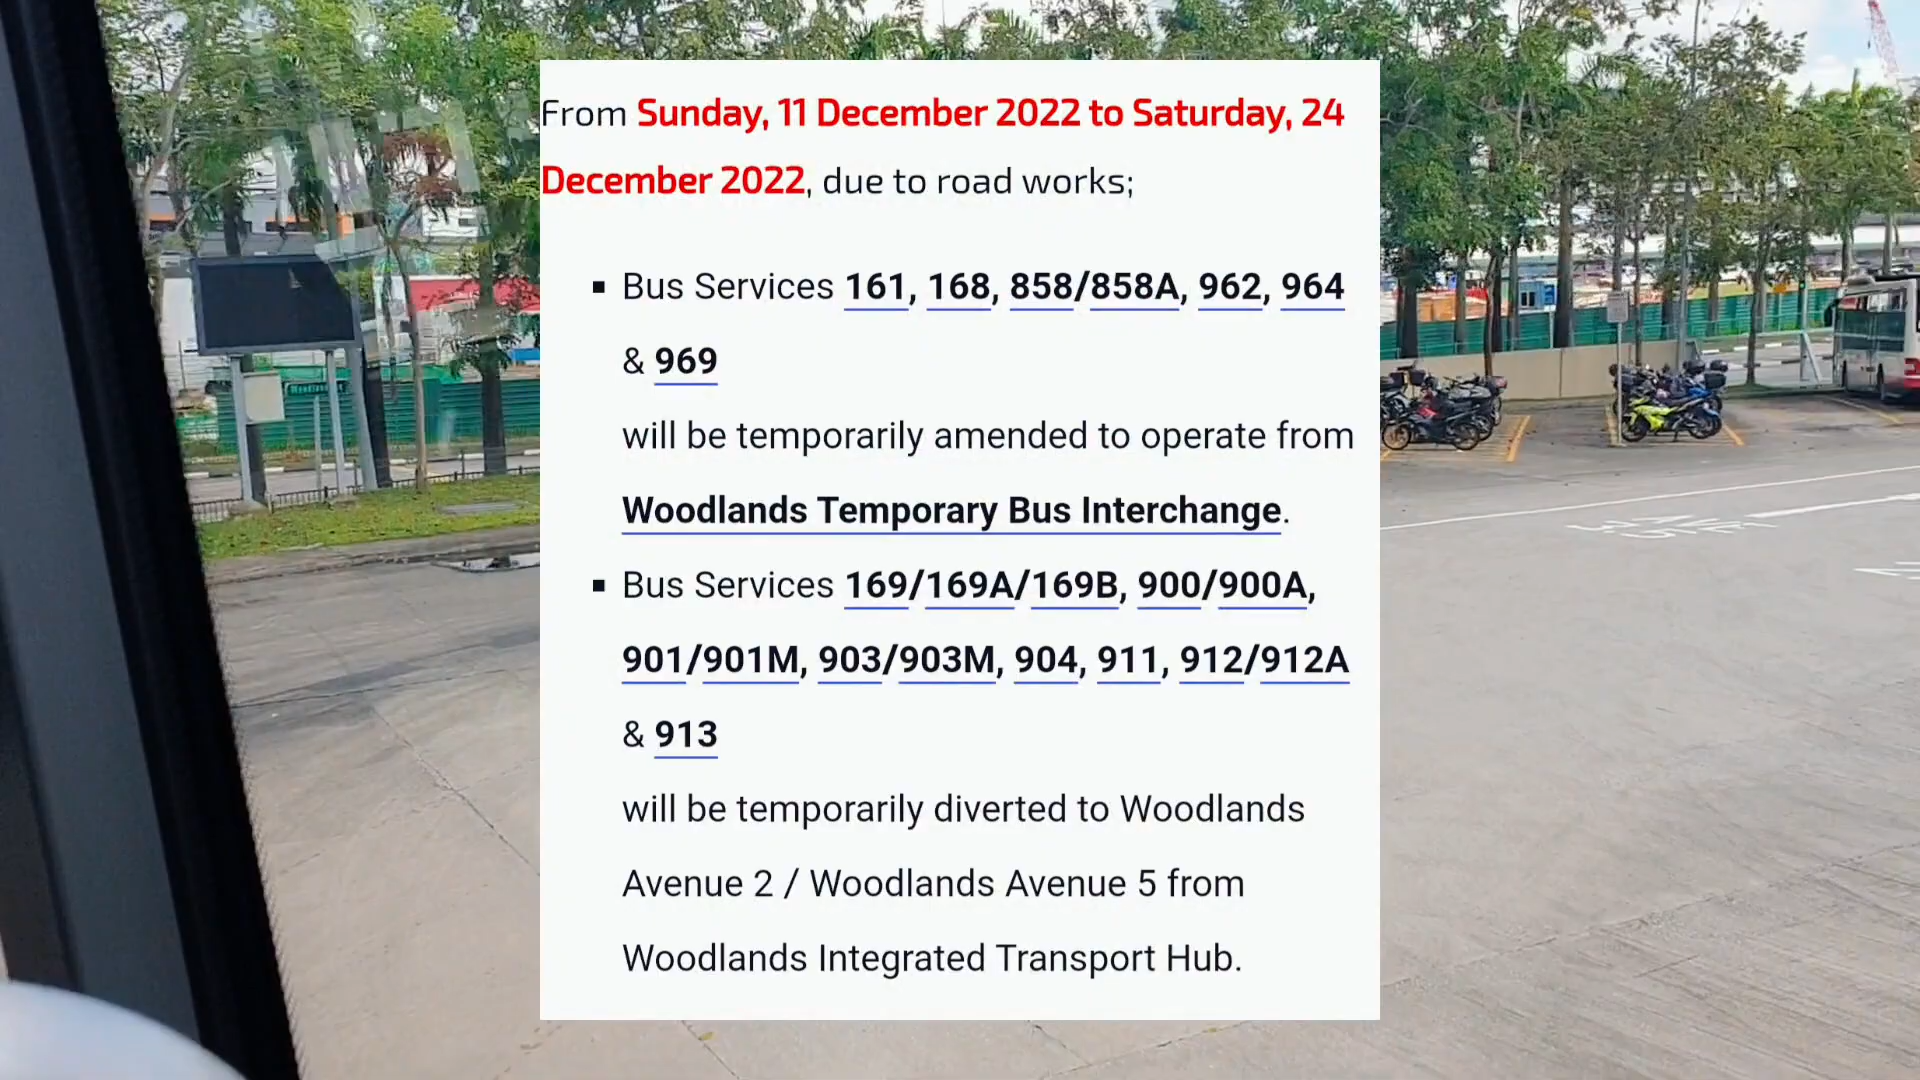 From Sunday, 11 December 2022 to Saturday, 24
December 2022, due to road works;
▪ Bus Services 161, 168, 858/858A, 962, 964
& 969
will be temporarily amended to operate from
Woodlands Temporary Bus Interchange.
▪ Bus Services 169/169A/169B, 900/900A,
901/901M, 903/903M, 904, 911, 912/912A
& 913
will be temporarily diverted to Woodlands
Avenue 2 / Woodlands Avenue 5 from
Woodlands Integrated Transport Hub.